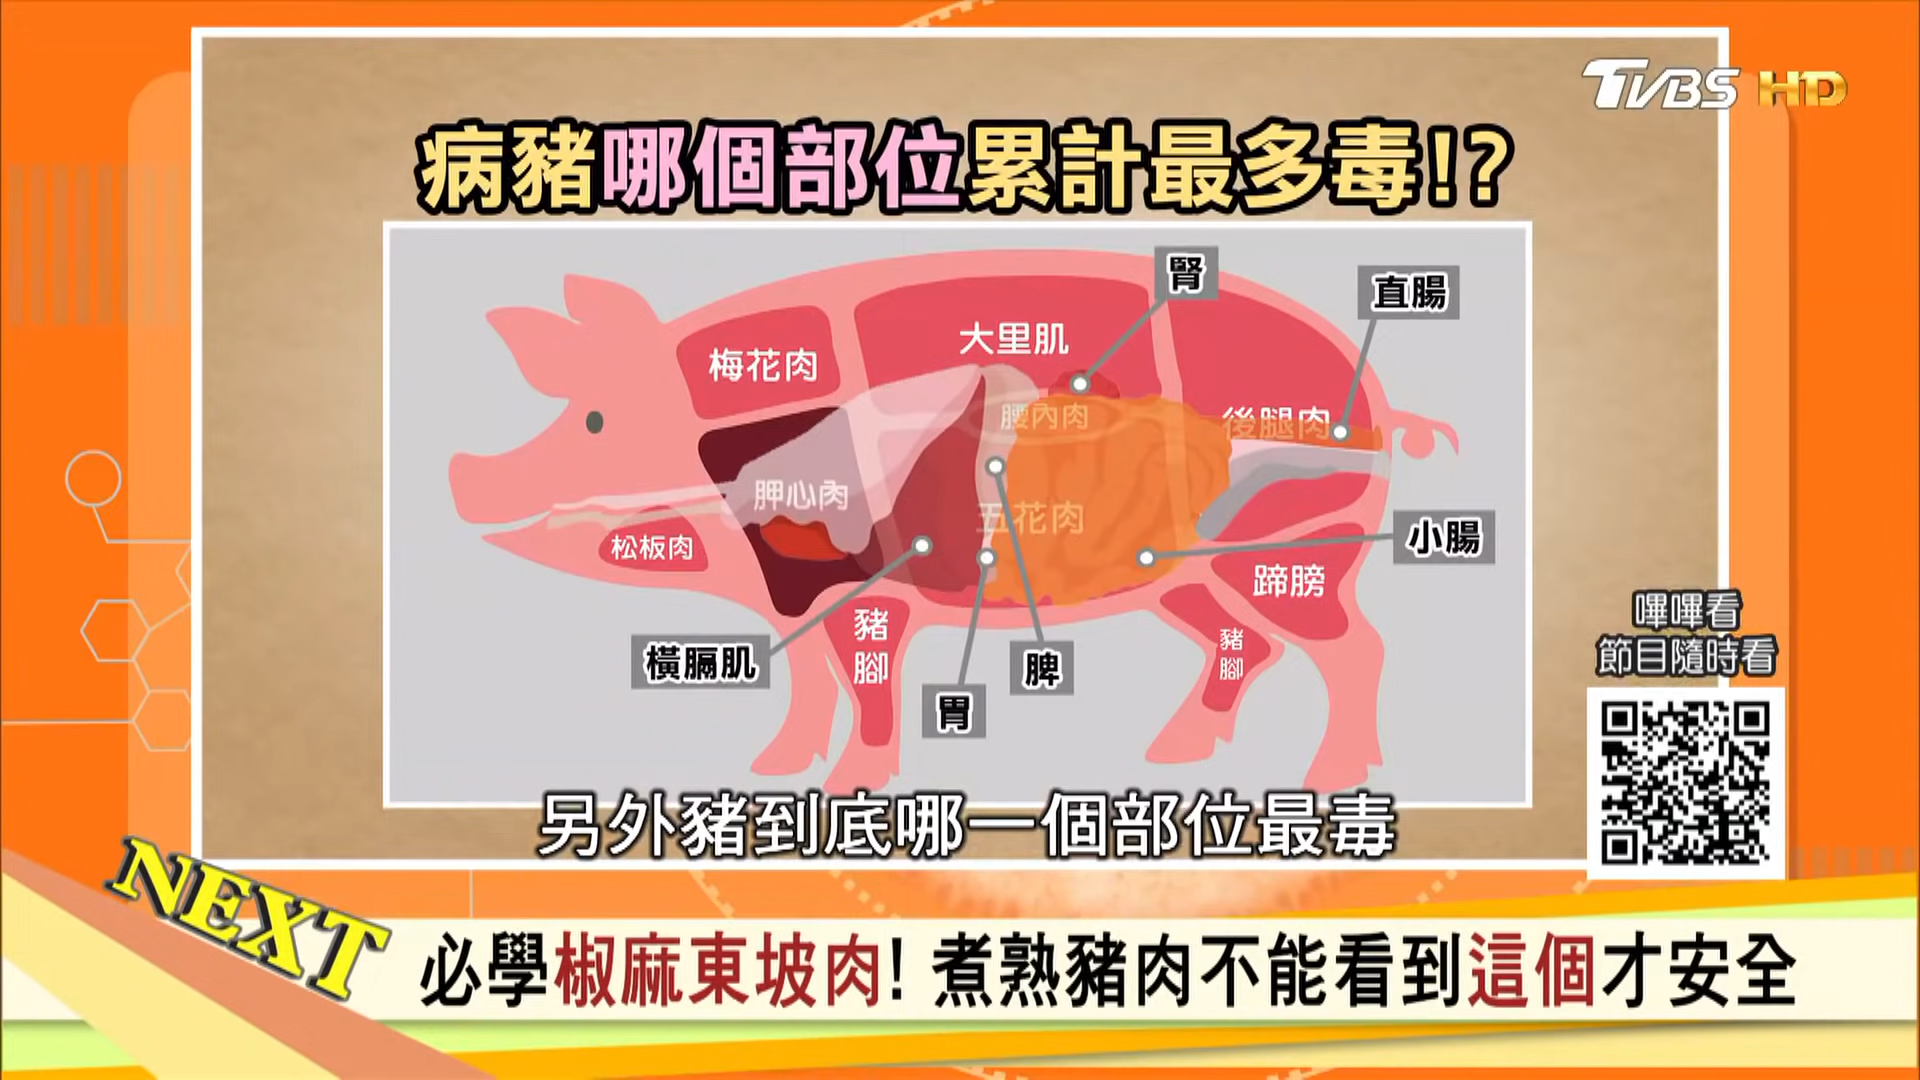 TVBS HD
病豬哪個部位累計最多毒!?
腎
直腸
大里肌
梅花肉
腰內肉
後腿肉
胛心肉
五花肉
小腸
松板肉
蹄膀
豬腳
豬腳
橫膈肌
脾
胃
嗶嗶看
節目隨時看
另外豬到底哪一個部位最毒
NEXT
必學椒麻東坡肉! 煮熟豬肉不能看到這個才安全